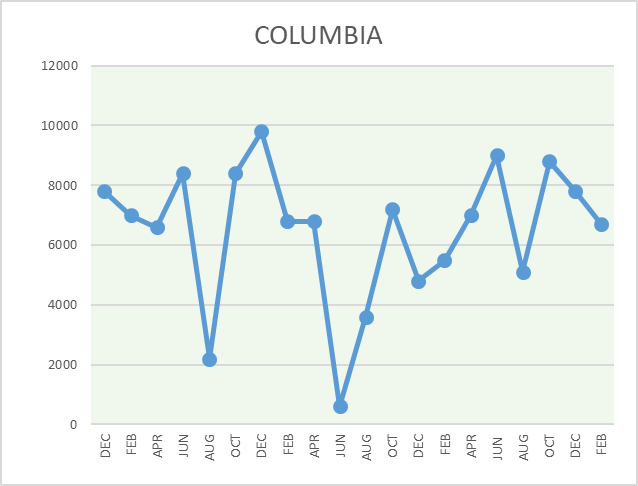 COLUMBIA
12000
10000
8000
6000
4000
2000
0
DEC
FEB
APR
JUN
AUG
OCT
DEC
FEB
APR
JUN
AUG
OCT
DEC
FEB
APR
JUN
AUG
OCT
DEC
FEB